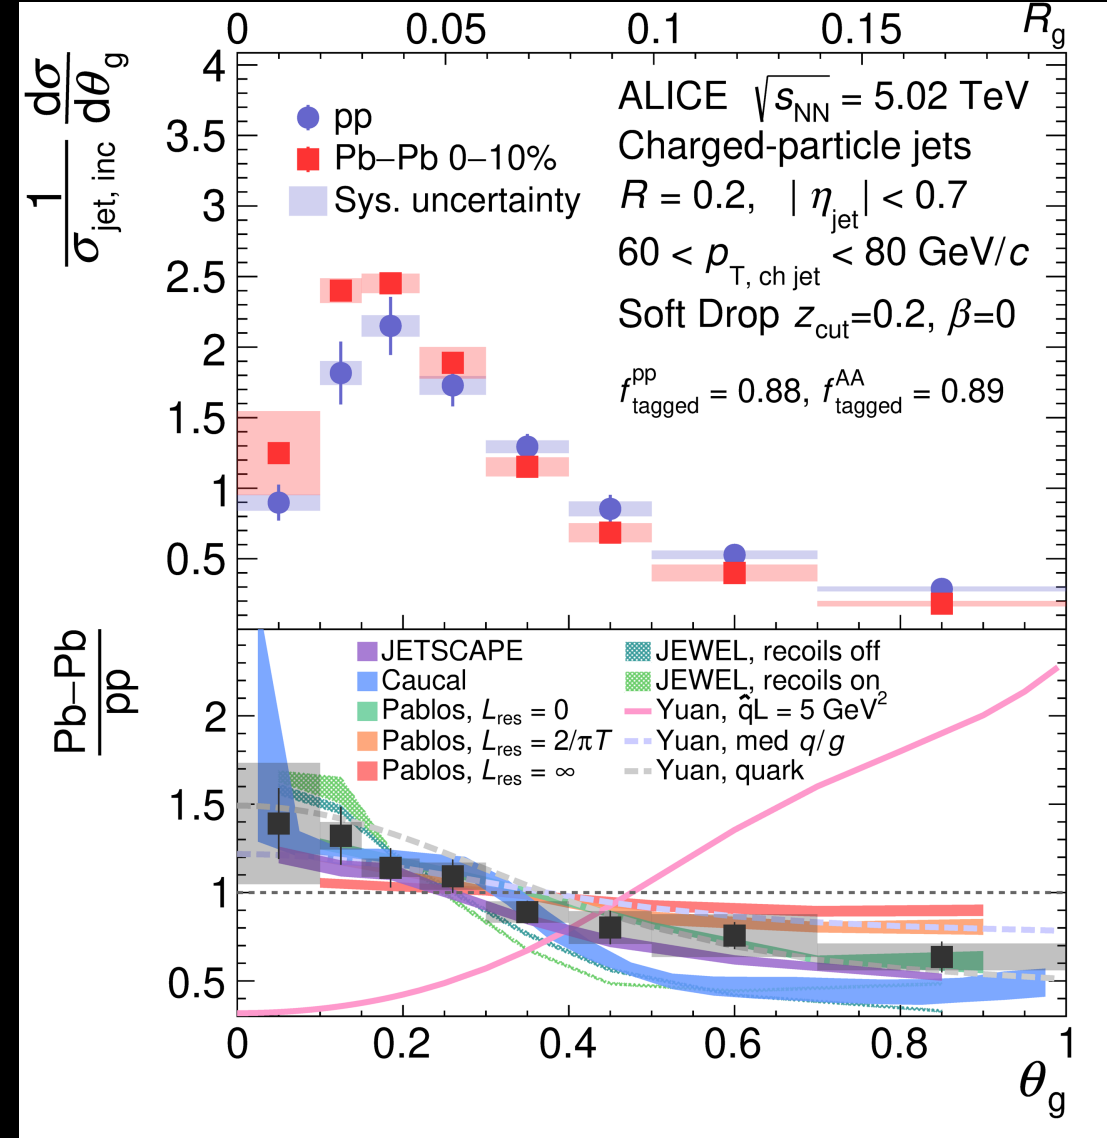 0 0.05 0.1 0.15 R_g
1/σ_jet, inc dσ/dθ_g
4
3.5
3
2.5
2
1.5
1
0.5
pp
Pb−Pb 0−10%
Sys. uncertainty
ALICE √s_NN = 5.02 TeV
Charged-particle jets
R = 0.2, | η_jet | < 0.7
60 < p_T, ch jet < 80 GeV/c
Soft Drop z_cut=0.2, β=0
f^pp_tagged = 0.88, f^AA_tagged = 0.89
Pb−Pb/pp
2
1.5
1
0.5
JETSCAPE
Caucal
Pablos, L_res = 0
Pablos, L_res = 2/πT
Pablos, L_res = ∞
JEWEL, recoils off
JEWEL, recoils on
Yuan, q̂L = 5 GeV²
Yuan, med q/g
Yuan, quark
0 0.2 0.4 0.6 0.8 1
θ_g